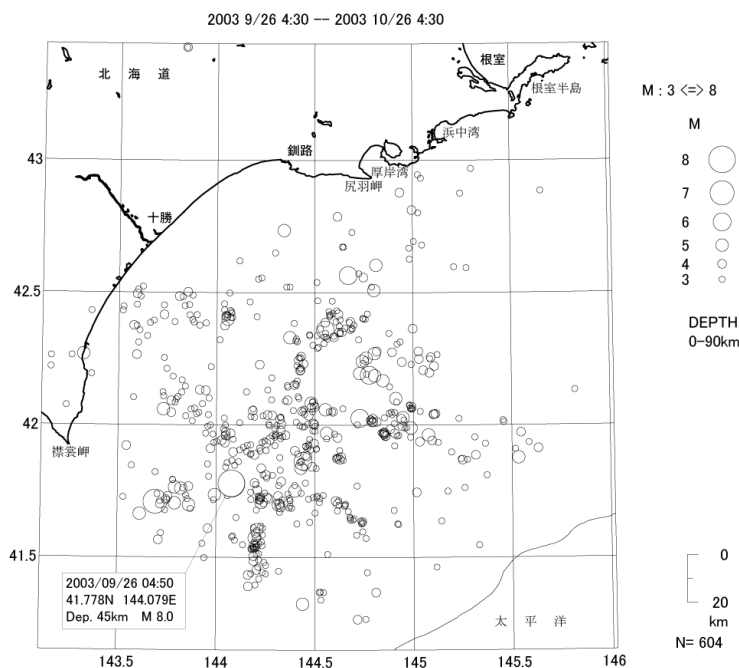 2003 9/26 4:30 -- 2003 10/26 4:30
北 海 道
根室
根室半島
M : 3 <=> 8
浜中湾
M
43
釧路
厚岸湾
尻羽岬
8
7
6
5
4
3
十勝
42.5
DEPTH
0-90km
42
襟裳岬
41.5
2003/09/26 04:50
41.778N 144.079E
Dep. 45km M 8.0
太 平 洋
0
20
km
N= 604
143.5 144 144.5 145 145.5 146